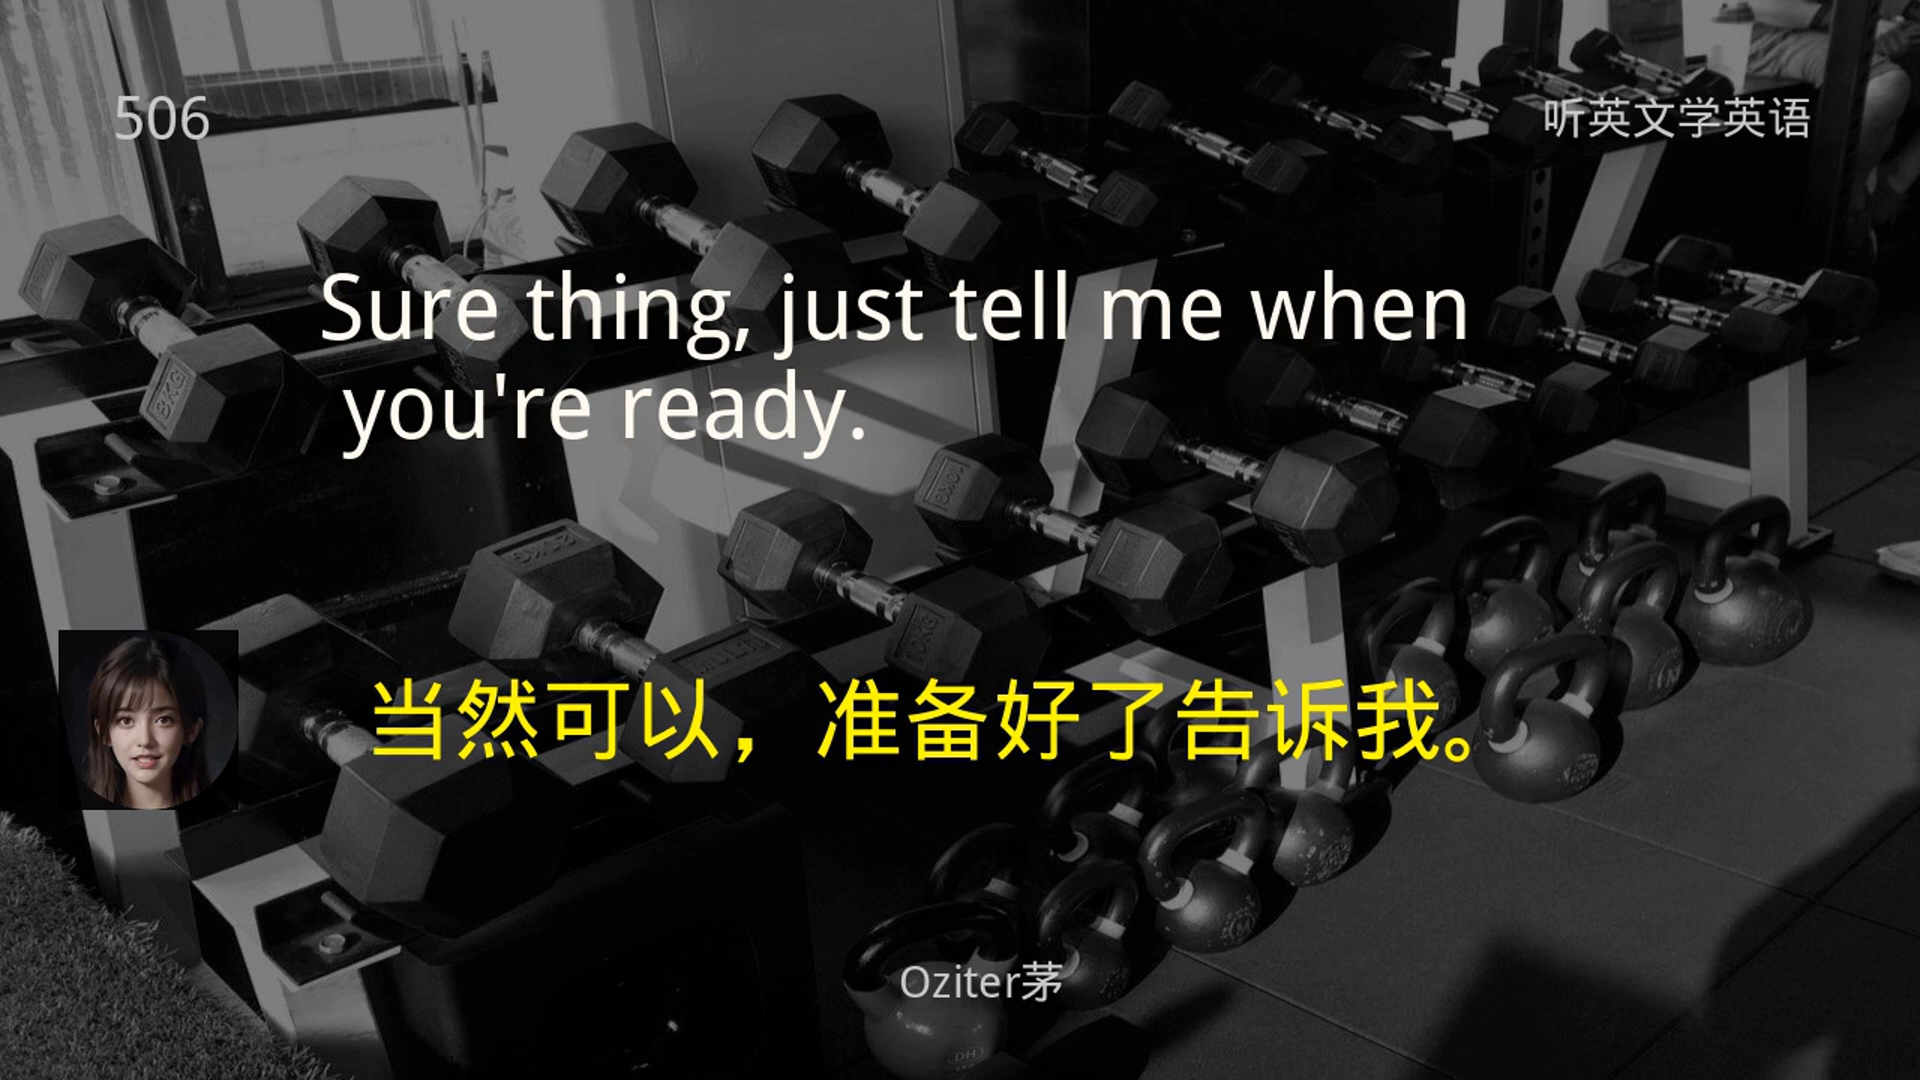 506
听英文学英语
Sure thing, just tell me when
you're ready.
当然可以，准备好了告诉我。
Oziter茅